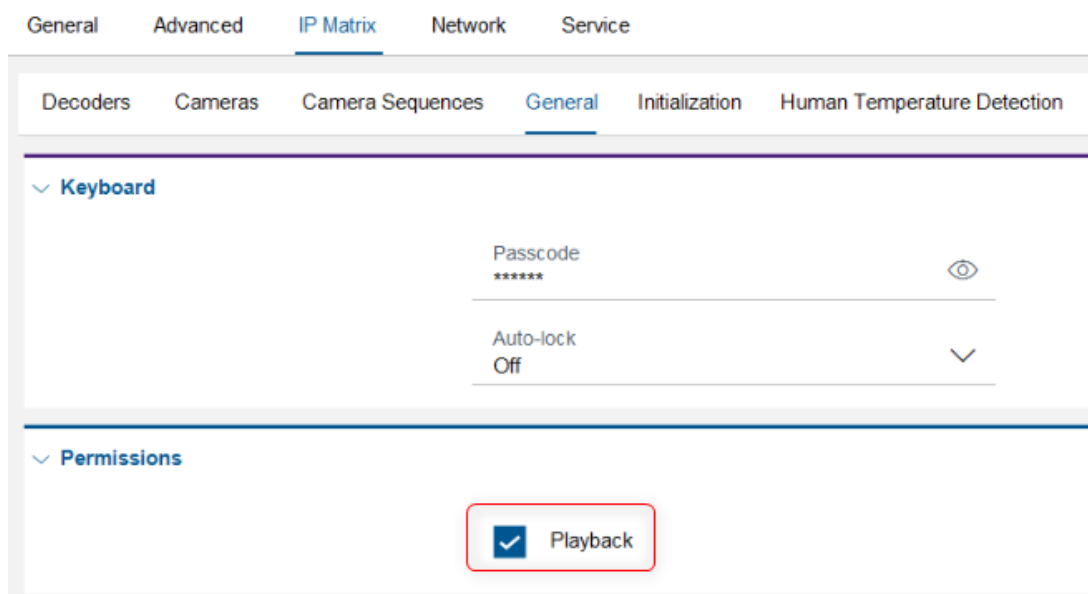 General Advanced IP Matrix Network Service
Decoders Cameras Camera Sequences General Initialization Human Temperature Detection
Keyboard
Passcode
******
Auto-lock
Off
Permissions
Playback